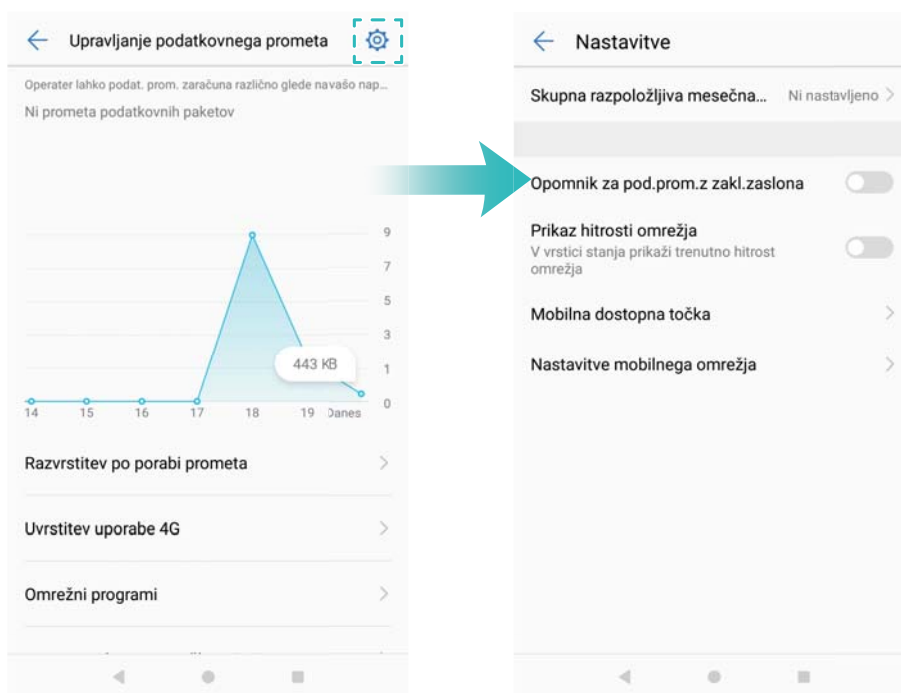 Upravljanje podatkovnega prometa
Operater lahko podat. prom. zaračuna različno glede navašo nap...
Ni prometa podatkovnih paketov
9
7
5
3
443 KB
1
0
14 15 16 17 18 19 Danes
Razvrstitev po porabi prometa
Uvrstitev uporabe 4G
Omrežni programi
Nastavitve
Skupna razpoložljiva mesečna... Ni nastavljeno
Opomnik za pod.prom.z zakl.zaslona
Prikaz hitrosti omrežja
V vrstici stanja prikaži trenutno hitrost
omrežja
Mobilna dostopna točka
Nastavitve mobilnega omrežja